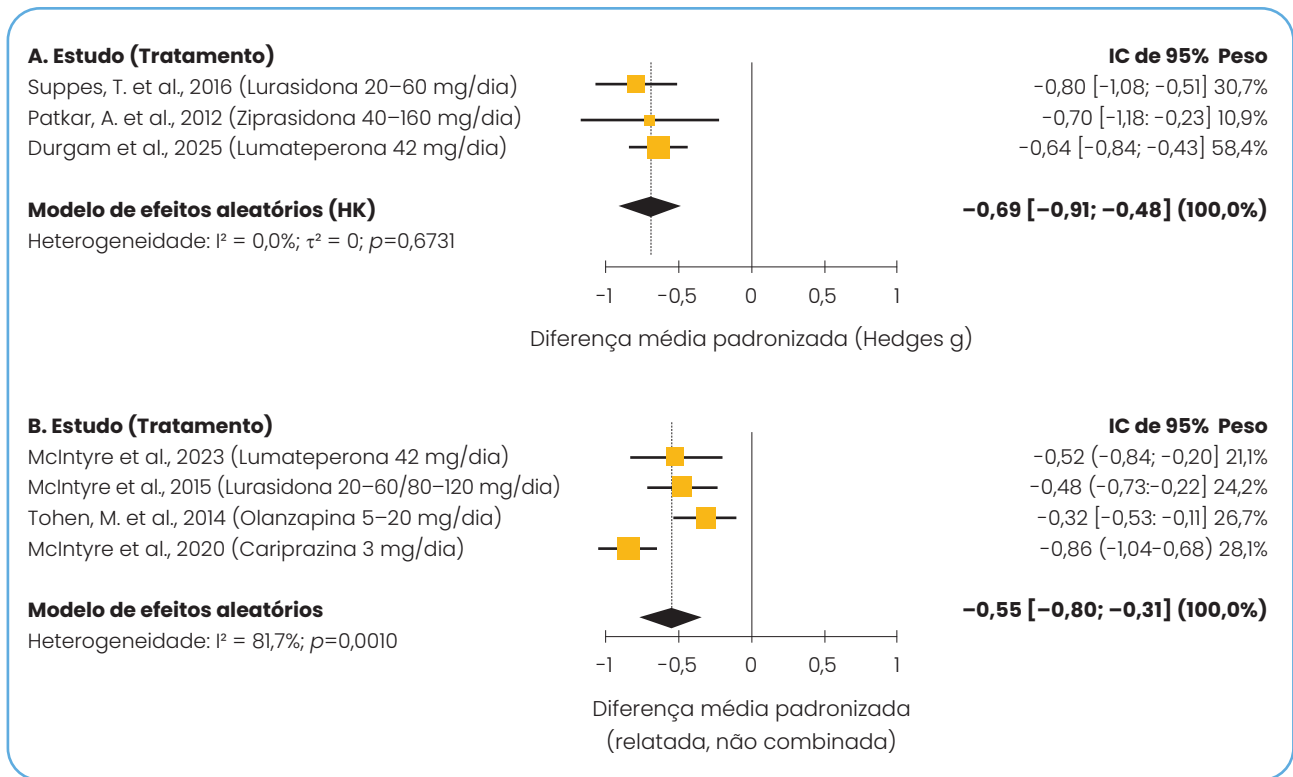 A. Estudo (Tratamento) IC de 95% Peso
Suppes, T. et al., 2016 (Lurasidona 20–60 mg/dia) -0,80 [-1,08; -0,51] 30,7%
Patkar, A. et al., 2012 (Ziprasidona 40–160 mg/dia) -0,70 [-1,18: -0,23] 10,9%
Durgam et al., 2025 (Lumateperona 42 mg/dia) -0,64 [-0,84; -0,43] 58,4%
Modelo de efeitos aleatórios (HK) –0,69 [–0,91; –0,48] (100,0%)
Heterogeneidade: I² = 0,0%; τ² = 0; p=0,6731
-1 -0,5 0 0,5 1
Diferença média padronizada (Hedges g)
B. Estudo (Tratamento) IC de 95% Peso
McIntyre et al., 2023 (Lumateperona 42 mg/dia) -0,52 (-0,84; -0,20] 21,1%
McIntyre et al., 2015 (Lurasidona 20–60/80–120 mg/dia) -0,48 (-0,73:-0,22] 24,2%
Tohen, M. et al., 2014 (Olanzapina 5–20 mg/dia) -0,32 [-0,53: -0,11] 26,7%
McIntyre et al., 2020 (Cariprazina 3 mg/dia) -0,86 (-1,04-0,68) 28,1%
Modelo de efeitos aleatórios –0,55 [–0,80; –0,31] (100,0%)
Heterogeneidade: I² = 81,7%; p=0,0010
-1 -0,5 0 0,5 1
Diferença média padronizada
(relatada, não combinada)